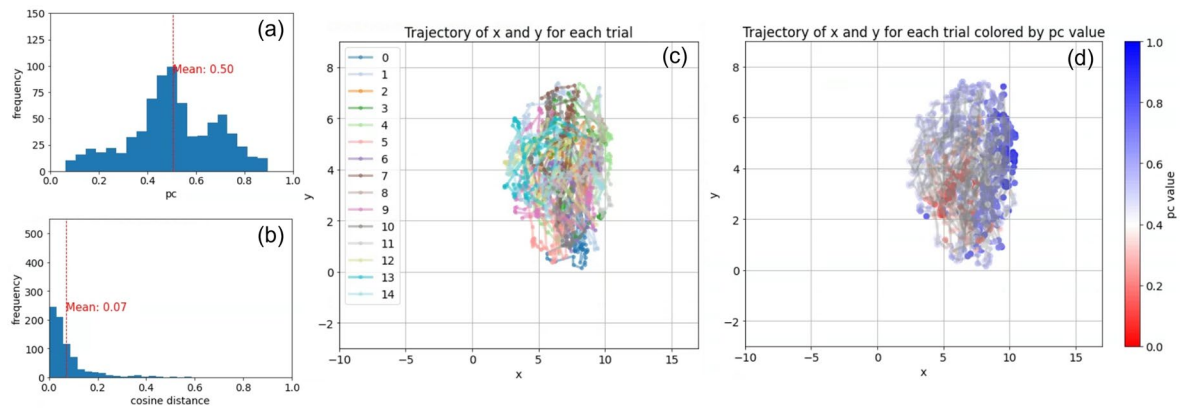 (a)
150
125
100
75
50
25
0
frequency
Mean: 0.50
0.0 0.2 0.4 0.6 0.8 1.0
pc
(b)
500
400
300
200
100
0
frequency
Mean: 0.07
0.0 0.2 0.4 0.6 0.8 1.0
cosine distance
Trajectory of x and y for each trial
(c)
8
6
4
2
0
−2
y
0
1
2
3
4
5
6
7
8
9
10
11
12
13
14
−10 −5 0 5 10 15
x
Trajectory of x and y for each trial colored by pc value
(d)
8
6
4
2
0
−2
y
−10 −5 0 5 10 15
x
1.0
0.8
0.6
0.4
0.2
0.0
pc value